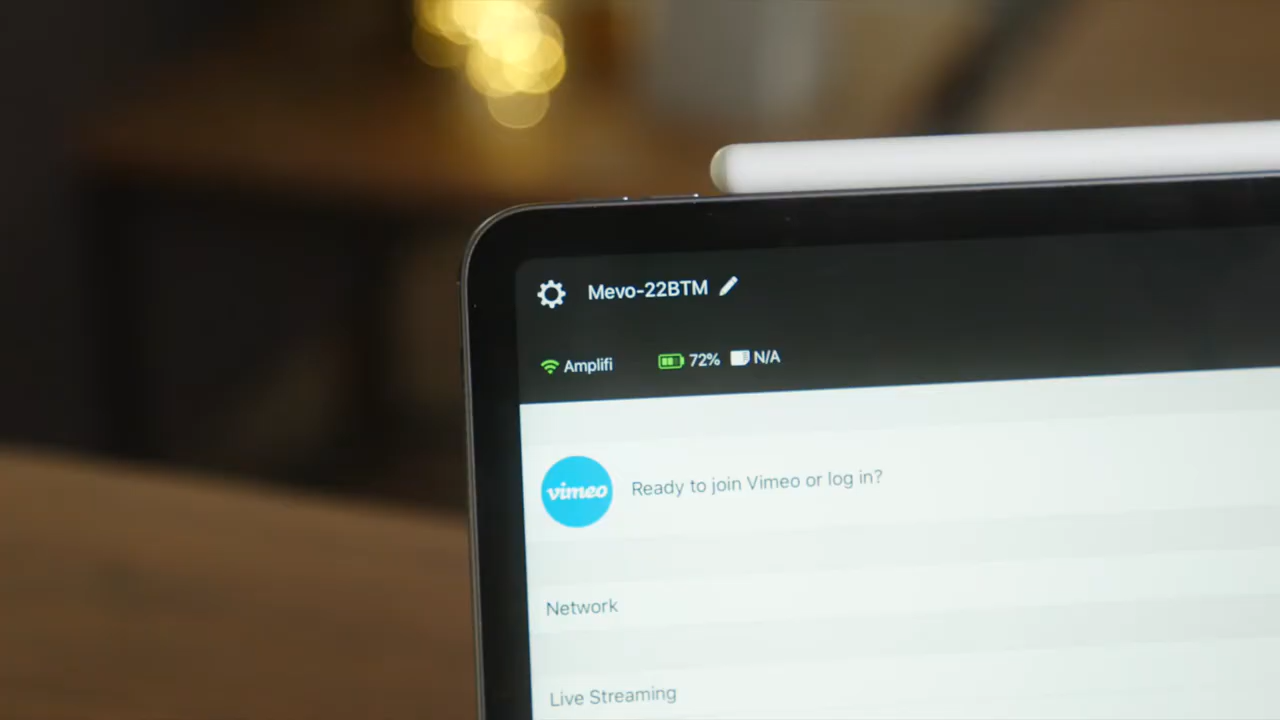 Mevo-22BTM
Amplifi 72% N/A
vimeo Ready to join Vimeo or log in?
Network
Live Streaming